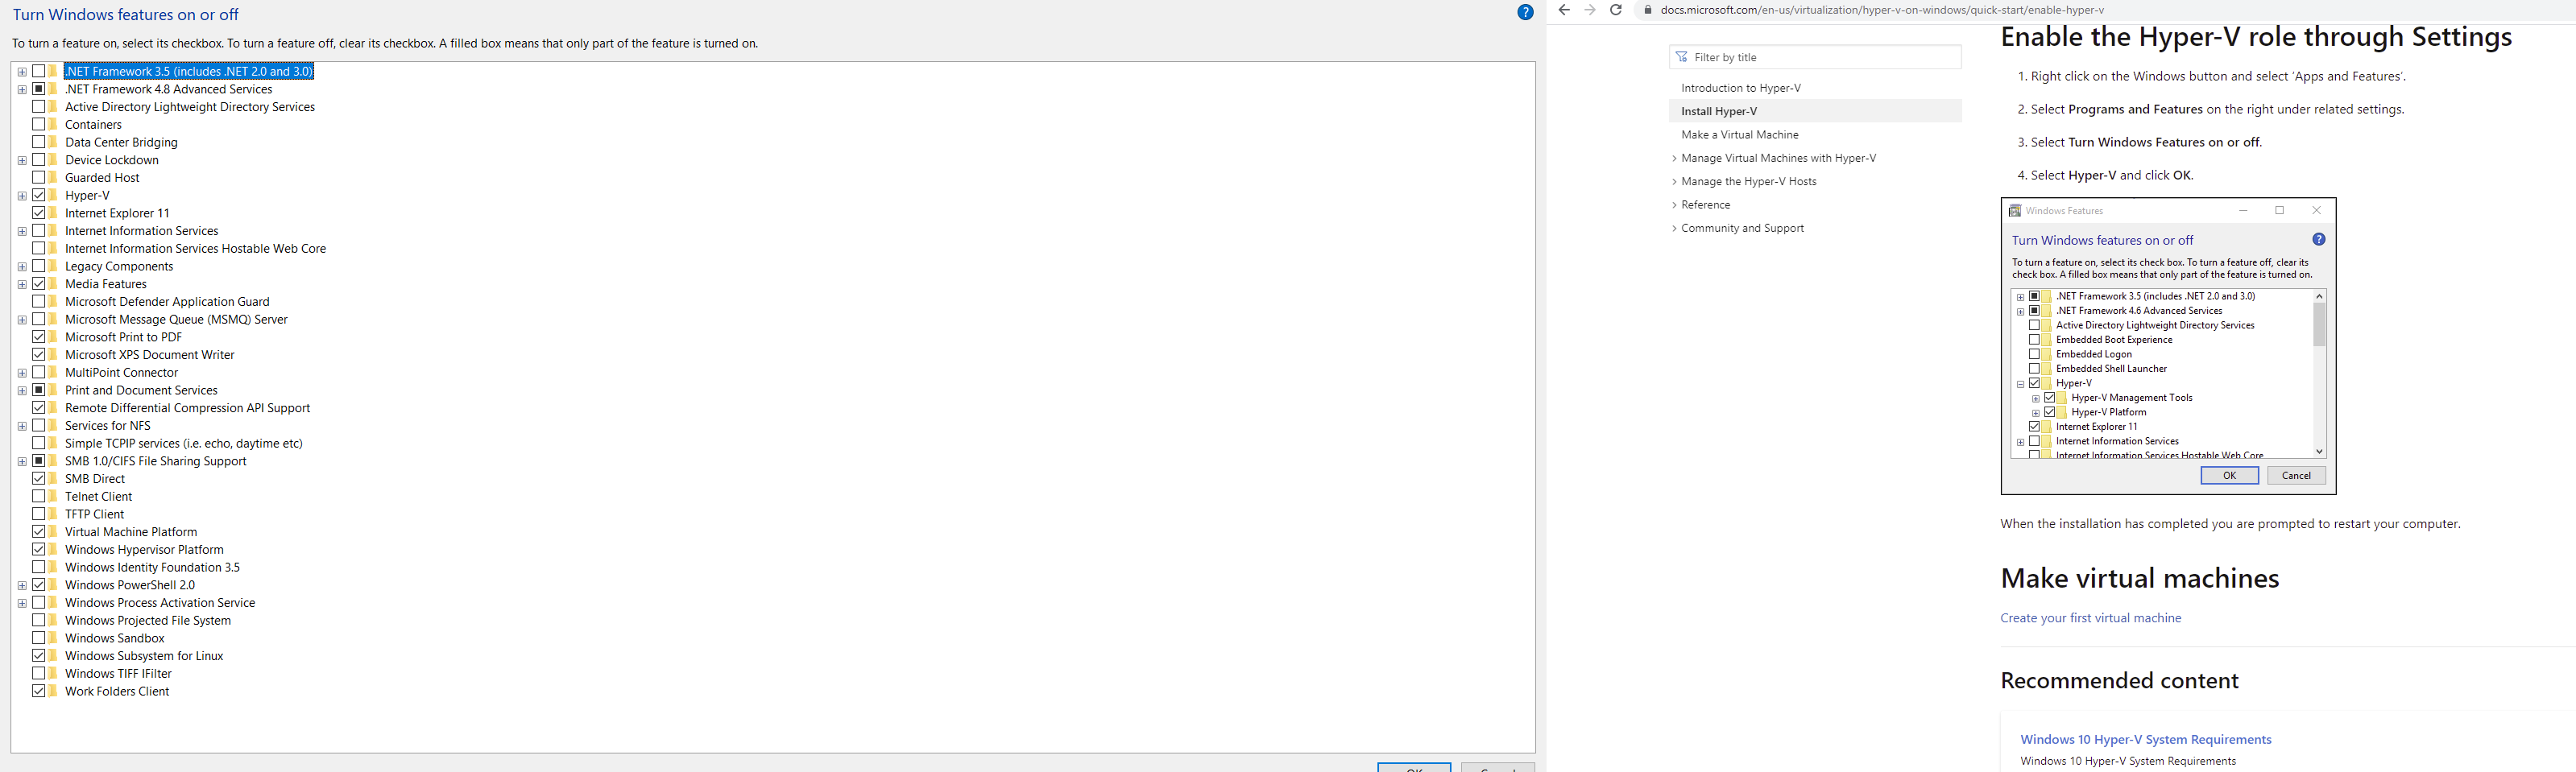 Turn Windows features on or off
To turn a feature on, select its checkbox. To turn a feature off, clear its checkbox. A filled box means that only part of the feature is turned on.
.NET Framework 3.5 (includes .NET 2.0 and 3.0)
.NET Framework 4.8 Advanced Services
Active Directory Lightweight Directory Services
Containers
Data Center Bridging
Device Lockdown
Guarded Host
Hyper-V
Internet Explorer 11
Internet Information Services
Internet Information Services Hostable Web Core
Legacy Components
Media Features
Microsoft Defender Application Guard
Microsoft Message Queue (MSMQ) Server
Microsoft Print to PDF
Microsoft XPS Document Writer
MultiPoint Connector
Print and Document Services
Remote Differential Compression API Support
Services for NFS
Simple TCPIP services (i.e. echo, daytime etc)
SMB 1.0/CIFS File Sharing Support
SMB Direct
Telnet Client
TFTP Client
Virtual Machine Platform
Windows Hypervisor Platform
Windows Identity Foundation 3.5
Windows PowerShell 2.0
Windows Process Activation Service
Windows Projected File System
Windows Sandbox
Windows Subsystem for Linux
Windows TIFF IFilter
Work Folders Client
docs.microsoft.com/en-us/virtualization/hyper-v-on-windows/quick-start/enable-hyper-v
Filter by title
Introduction to Hyper-V
Install Hyper-V
Make a Virtual Machine
Manage Virtual Machines with Hyper-V
Manage the Hyper-V Hosts
Reference
Community and Support
Enable the Hyper-V role through Settings
1. Right click on the Windows button and select 'Apps and Features'.
2. Select Programs and Features on the right under related settings.
3. Select Turn Windows Features on or off.
4. Select Hyper-V and click OK.
Windows Features
Turn Windows features on or off
To turn a feature on, select its check box. To turn a feature off, clear its
check box. A filled box means that only part of the feature is turned on.
.NET Framework 3.5 (includes .NET 2.0 and 3.0)
.NET Framework 4.6 Advanced Services
Active Directory Lightweight Directory Services
Embedded Boot Experience
Embedded Logon
Embedded Shell Launcher
Hyper-V
Hyper-V Management Tools
Hyper-V Platform
Internet Explorer 11
Internet Information Services
Internet Information Services Hostable Web Core
OK Cancel
When the installation has completed you are prompted to restart your computer.
Make virtual machines
Create your first virtual machine
Recommended content
Windows 10 Hyper-V System Requirements
Windows 10 Hyper-V System Requirements